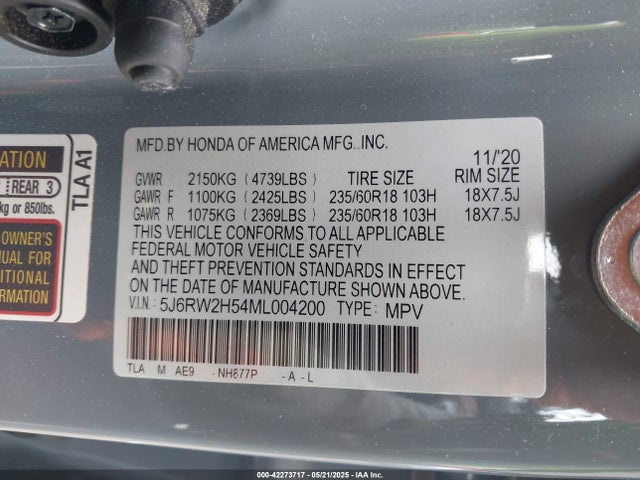 MFD.BY HONDA OF AMERICA MFG.,INC. 11/'20
GVWR 2150KG ( 4739LBS ) TIRE SIZE RIM SIZE
GAWR F 1100KG ( 2425LBS ) 235/60R18 103H 18X7.5J
GAWR R 1075KG ( 2369LBS ) 235/60R18 103H 18X7.5J
THIS VEHICLE CONFORMS TO ALL APPLICABLE
FEDERAL MOTOR VEHICLE SAFETY
AND THEFT PREVENTION STANDARDS IN EFFECT
ON THE DATE OF MANUFACTURE SHOWN ABOVE.
V.I.N.: 5J6RW2H54ML004200 TYPE: MPV
TLA M AE9 -NH877P -A-L
REAR 3
kg or 850lbs.
OWNER'S
FORMATION
TLA A1
000-42273717 - 05/21/2025 - IAA Inc.